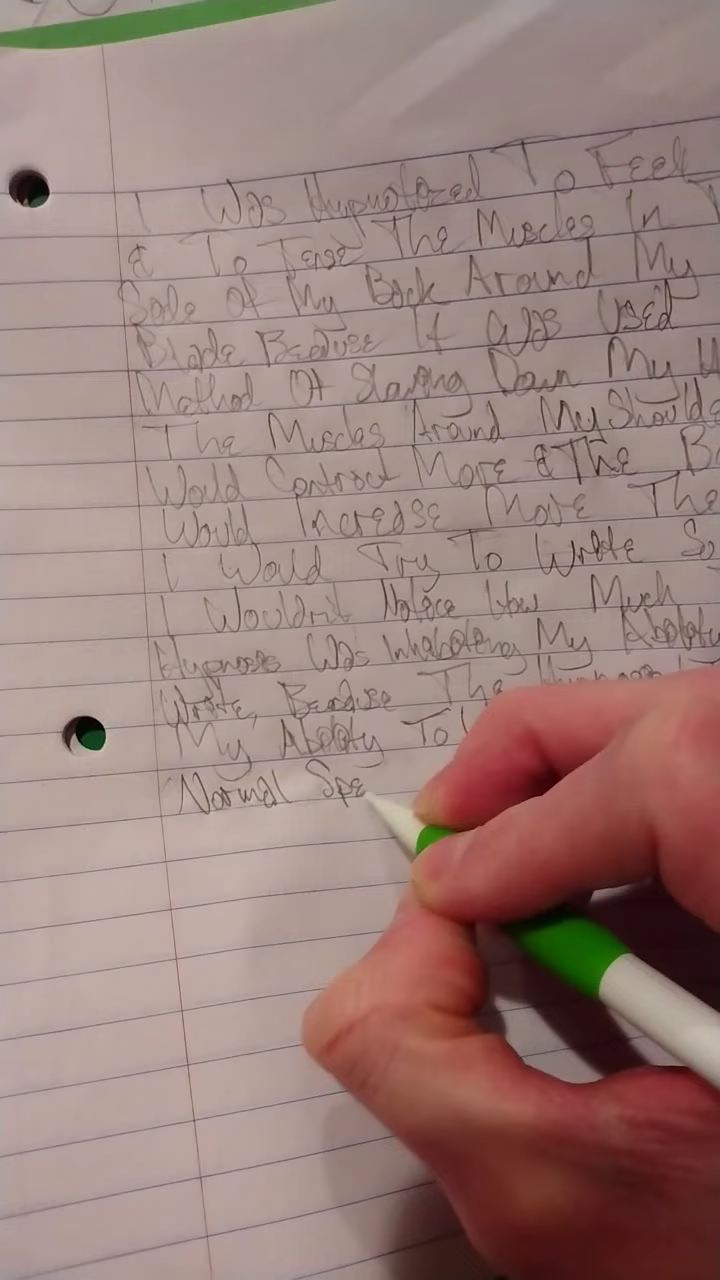 I Was Hypnotized To Feel
& To Tense The Muscles In
Side Of My Back Around My
Blade Because It Was Used
Method Of Slowing Down My
The Muscles Around My Shoulde
Would Contract More & The
Would Increase More The
I Would Try To Write
I Wouldn't Notice How Much
Hypnosis Was Inhibiting My Ability
Write, Because The Hypnosis
My Ability To
Normal Spe